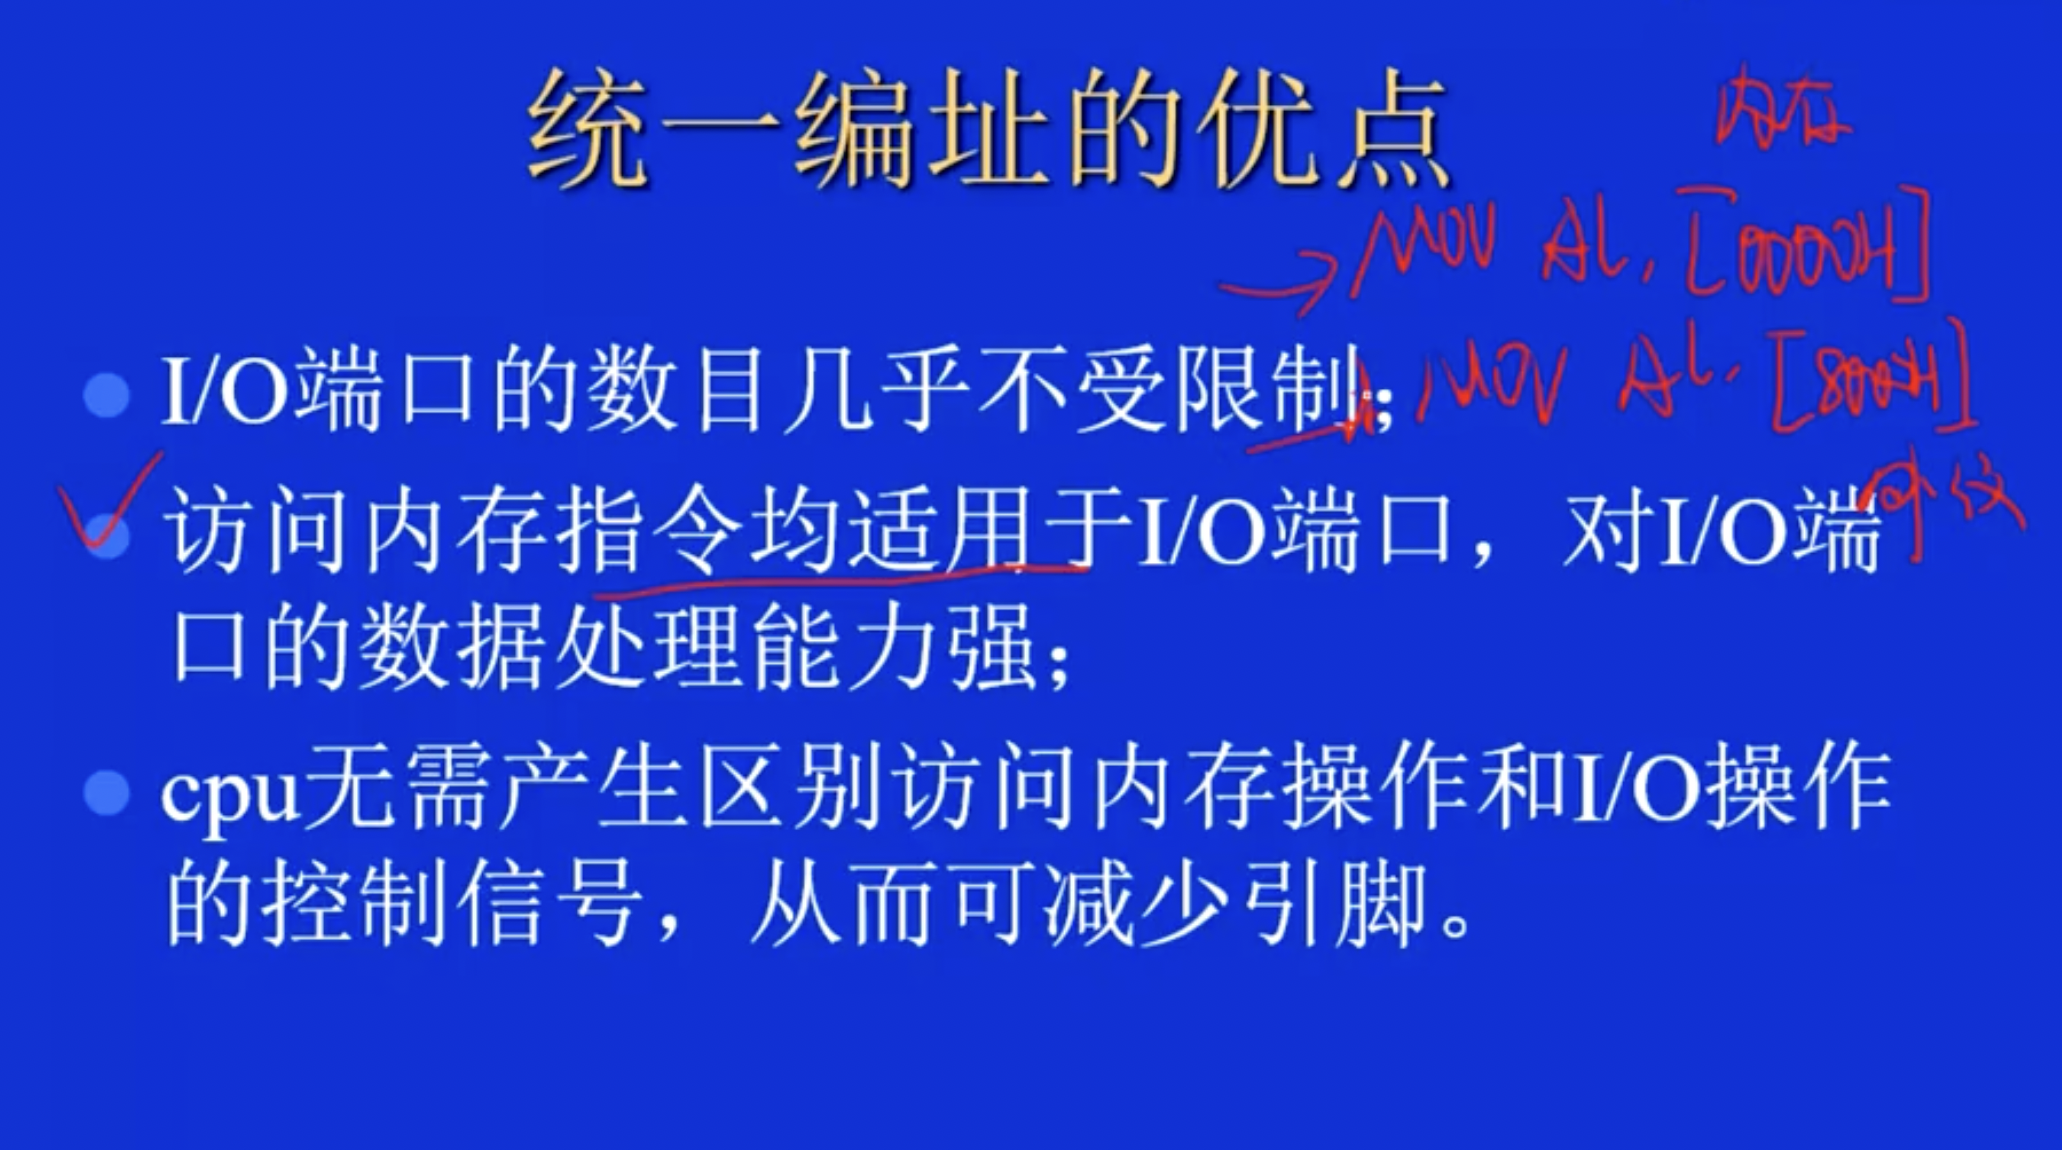 统一编址的优点
内存
MOV AL, [0000H]
I/O端口的数目几乎不受限制;
MOV AL, [800H]
外设
访问内存指令均适用于I/O端口，对I/O端
口的数据处理能力强;
cpu无需产生区别访问内存操作和I/O操作
的控制信号，从而可减少引脚。